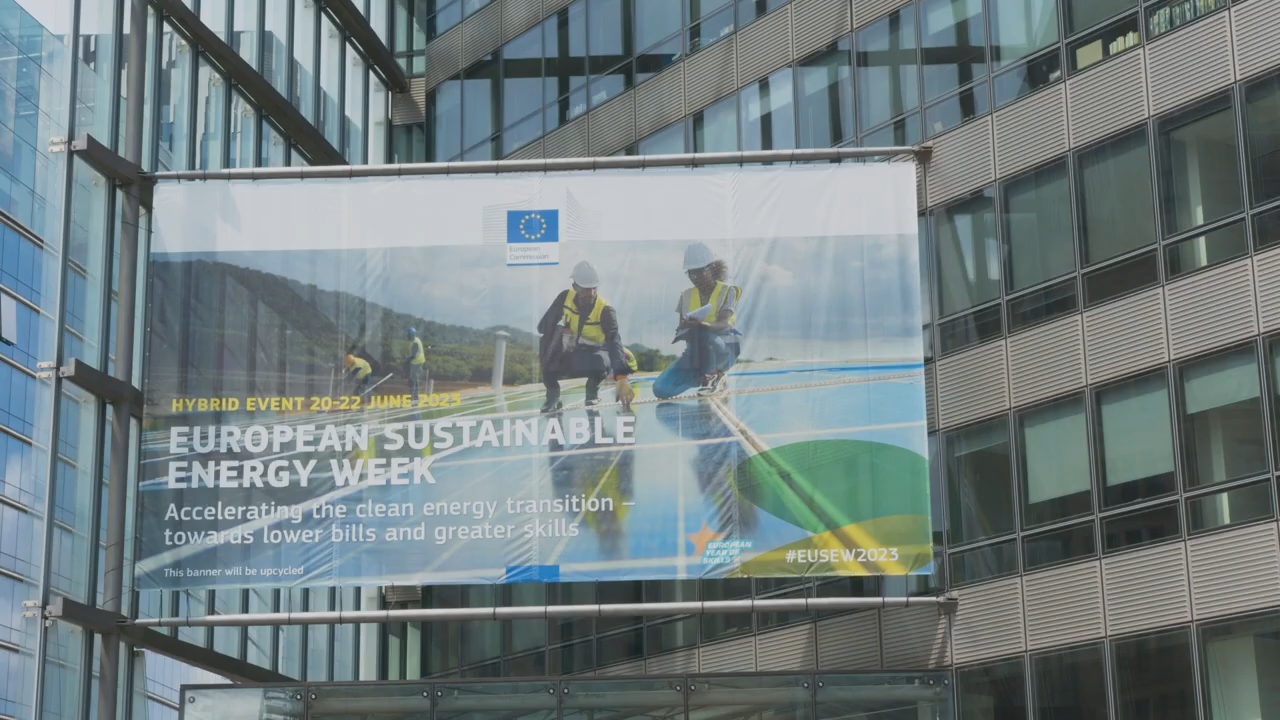 European
Commission
HYBRID EVENT 20-22 JUNE 2023
EUROPEAN SUSTAINABLE
ENERGY WEEK
Accelerating the clean energy transition –
towards lower bills and greater skills
This banner will be upcycled
EUROPEAN
YEAR OF
SKILLS
#EUSEW2023